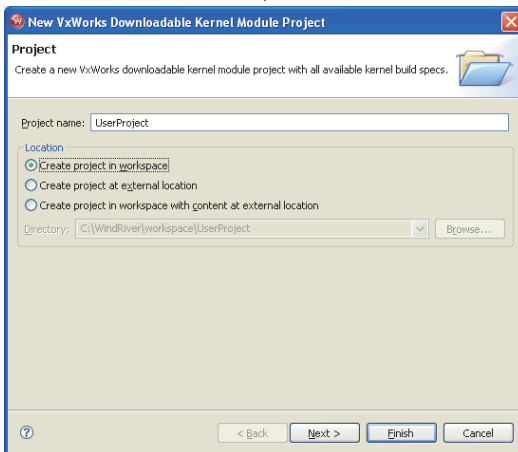 New VxWorks Downloadable Kernel Module Project
Project
Create a new VxWorks downloadable kernel module project with all available kernel build specs.
Project name: UserProject
Location
Create project in workspace
Create project at external location
Create project in workspace with content at external location
Directory: C:\WindRiver\workspace\UserProject Browse...
< Back Next > Finish Cancel